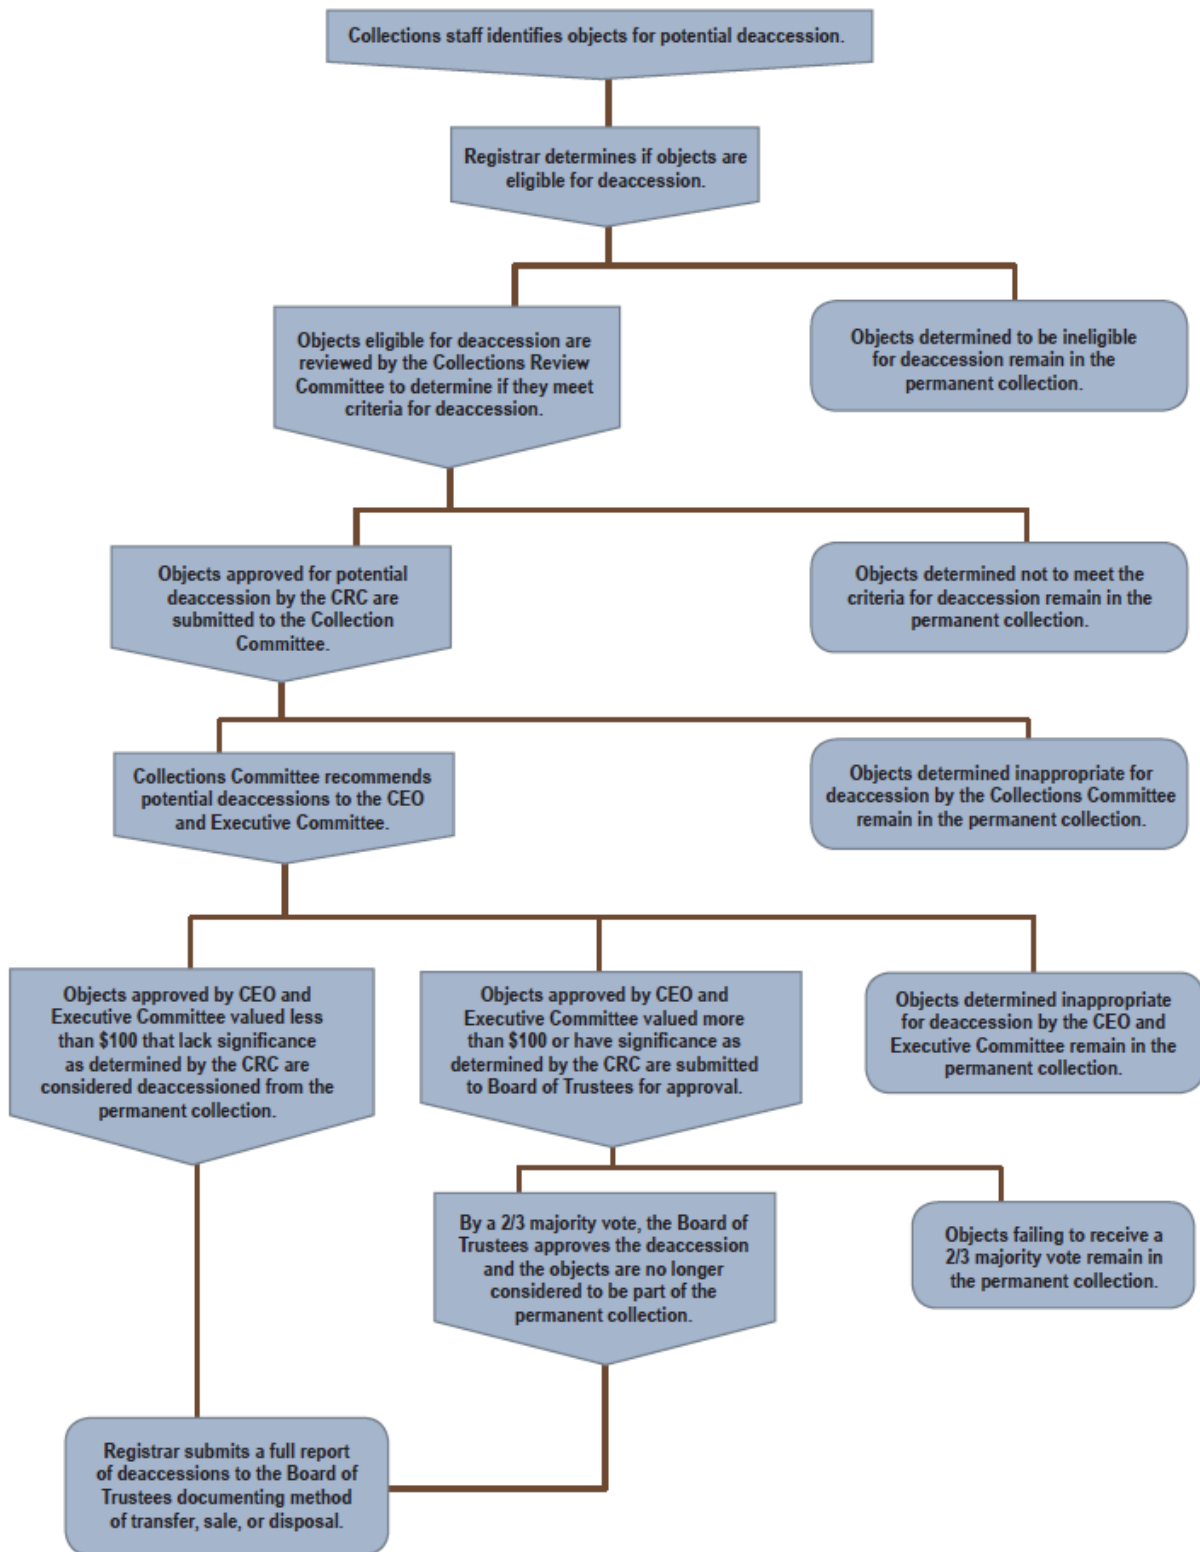 Collections staff identifies objects for potential deaccession.
Registrar determines if objects are
eligible for deaccession.
Objects eligible for deaccession are
reviewed by the Collections Review
Committee to determine if they meet
criteria for deaccession.
Objects determined to be ineligible
for deaccession remain in the
permanent collection.
Objects approved for potential
deaccession by the CRC are
submitted to the Collection
Committee.
Objects determined not to meet the
criteria for deaccession remain in the
permanent collection.
Collections Committee recommends
potential deaccessions to the CEO
and Executive Committee.
Objects determined inappropriate for
deaccession by the Collections Committee
remain in the permanent collection.
Objects approved by CEO and
Executive Committee valued less
than $100 that lack significance
as determined by the CRC are
considered deaccessioned from the
permanent collection.
Objects approved by CEO and
Executive Committee valued more
than $100 or have significance as
determined by the CRC are submitted
to Board of Trustees for approval.
Objects determined inappropriate
for deaccession by the CEO and
Executive Committee remain in the
permanent collection.
By a 2/3 majority vote, the Board of
Trustees approves the deaccession
and the objects are no longer
considered to be part of the
permanent collection.
Objects failing to receive a
2/3 majority vote remain in
the permanent collection.
Registrar submits a full report
of deaccessions to the Board of
Trustees documenting method
of transfer, sale, or disposal.